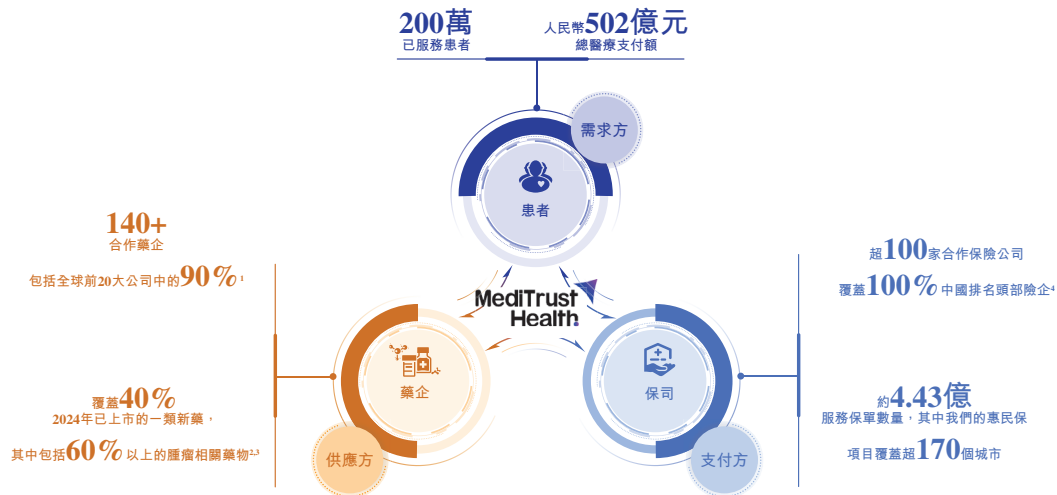 200萬
已服務患者
人民幣502億元
總醫療支付額
需求方
患者
140+
合作藥企
包括全球前20大公司中的90%¹
覆蓋40%
2024年已上市的一類新藥，
其中包括60%以上的腫瘤相關藥物²,³
MediTrust
Health
藥企
供應方
保司
支付方
超100家合作保險公司
覆蓋100%中國排名頭部險企⁴
約4.43億
服務保單數量，其中我們的惠民保
項目覆蓋超170個城市